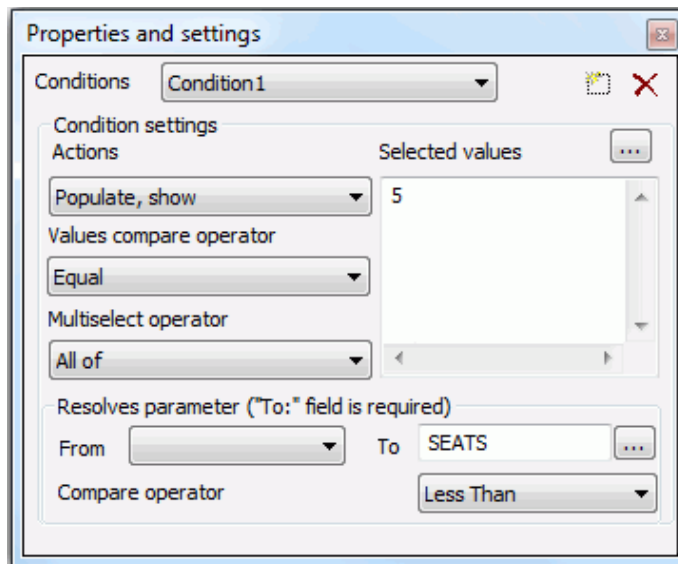 Properties and settings
Conditions Condition1
Condition settings
Actions Selected values ...
Populate, show 5
Values compare operator
Equal
Multiselect operator
All of
Resolves parameter ("To:" field is required)
From To SEATS ...
Compare operator Less Than